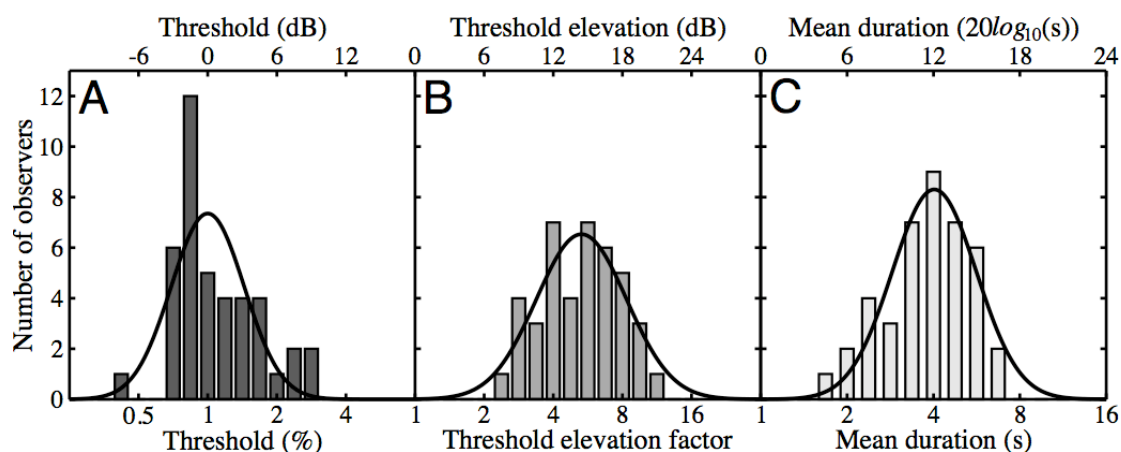 Threshold (dB) Threshold elevation (dB) Mean duration (20log10(s))
-6 0 6 12 0 6 12 18 24 0 6 12 18 24
A B C
12
10
8
6
4
2
0
Number of observers
0.5 1 2 4 1 2 4 8 16 1 2 4 8 16
Threshold (%) Threshold elevation factor Mean duration (s)